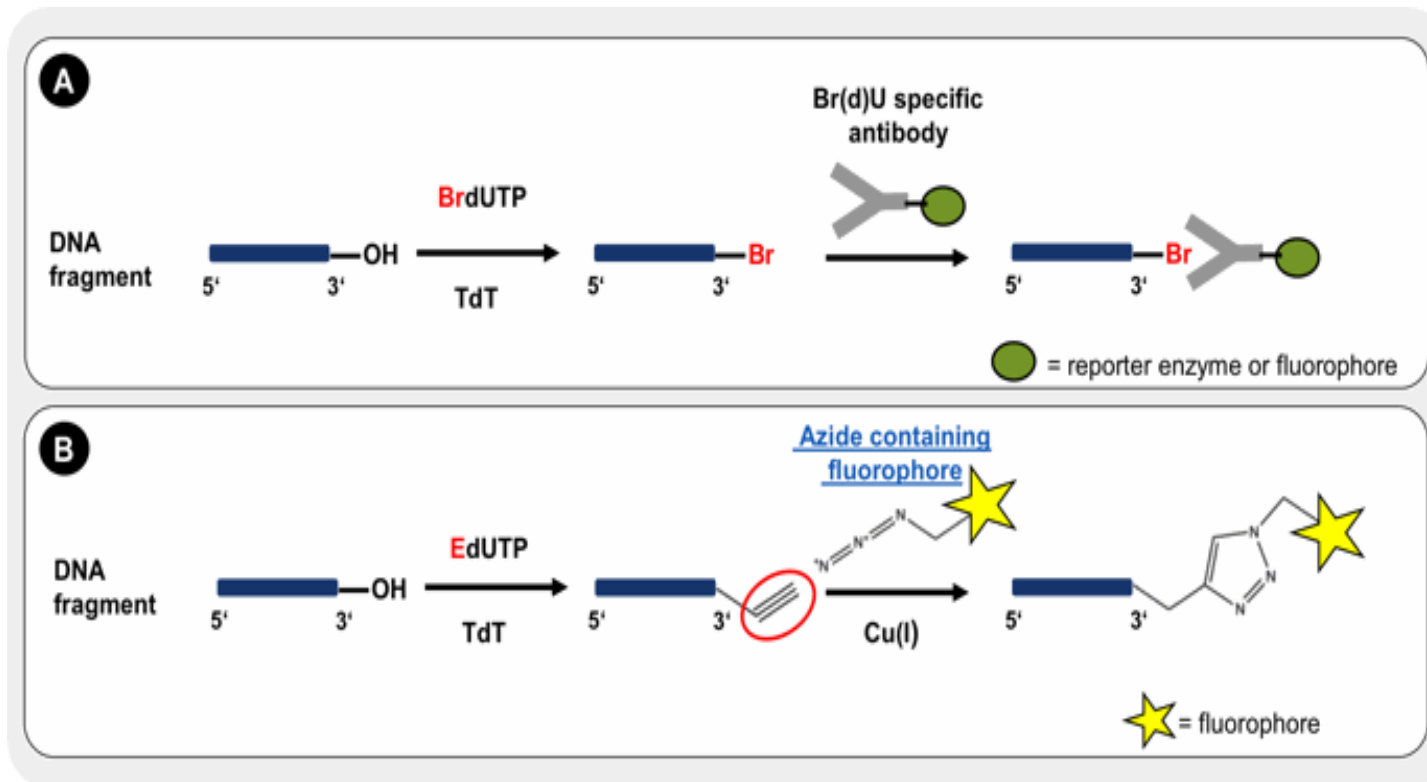 A
Br(d)U specific
antibody
BrdUTP
DNA
fragment
OH
5‘
3‘
TdT
Br
5‘
3‘
Br
5‘
3‘
= reporter enzyme or fluorophore
B
Azide containing
fluorophore
N
N⁺
⁻N
EdUTP
DNA
fragment
OH
5‘
3‘
TdT
5‘
3‘
Cu(I)
N
N
N
5‘
3‘
= fluorophore